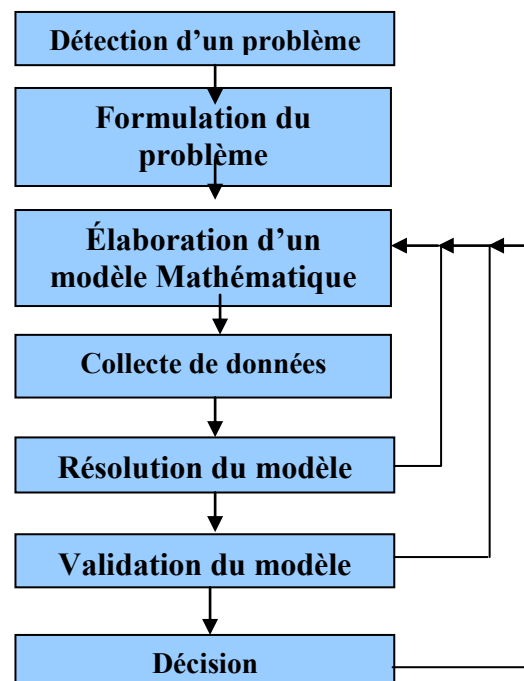 Détection d’un problème
Formulation du
problème
Élaboration d’un
modèle Mathématique
Collecte de données
Résolution du modèle
Validation du modèle
Décision